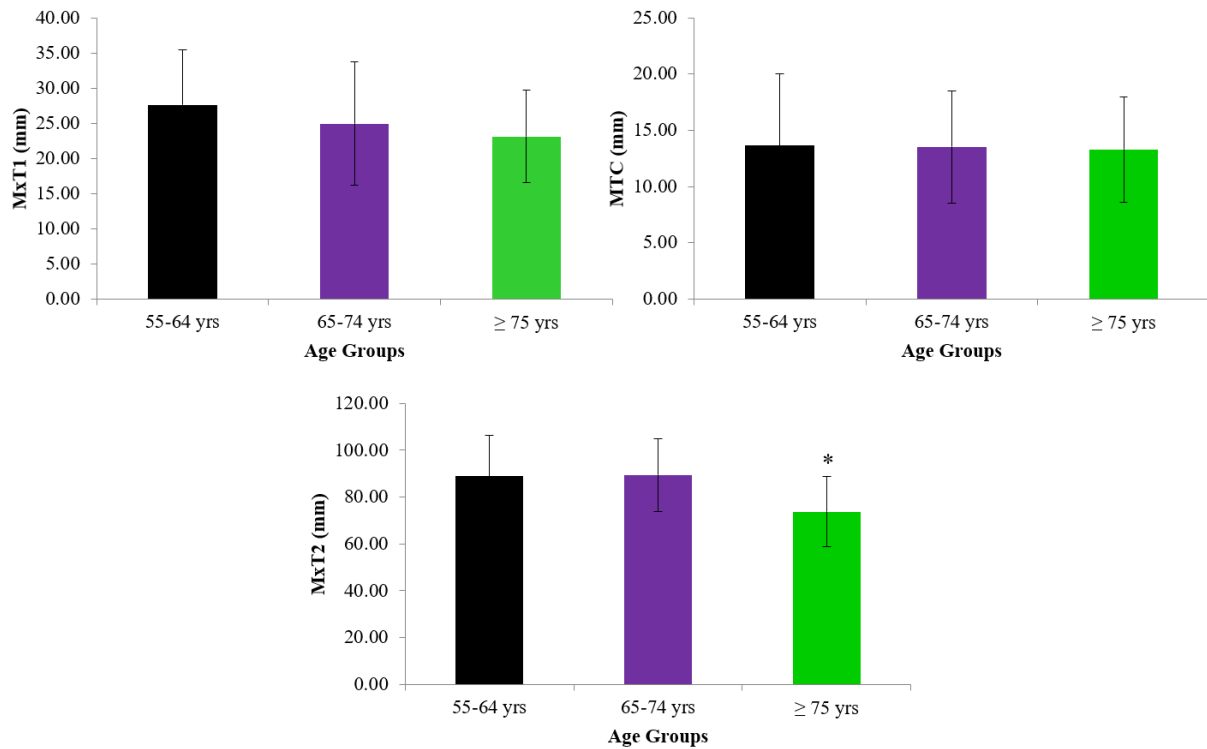 MxT1 (mm)
40.00
35.00
30.00
25.00
20.00
15.00
10.00
5.00
0.00
55-64 yrs 65-74 yrs ≥ 75 yrs
Age Groups
MTC (mm)
25.00
20.00
15.00
10.00
5.00
0.00
55-64 yrs 65-74 yrs ≥ 75 yrs
Age Groups
MxT2 (mm)
120.00
100.00
80.00
60.00
40.00
20.00
0.00
*
55-64 yrs 65-74 yrs ≥ 75 yrs
Age Groups